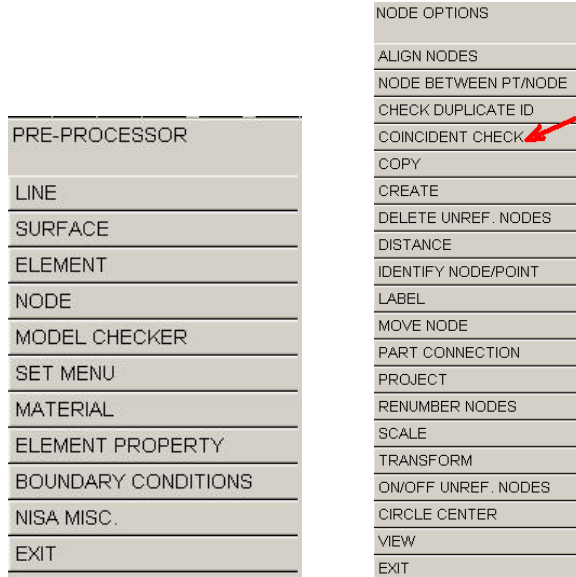 PRE-PROCESSOR
LINE
SURFACE
ELEMENT
NODE
MODEL CHECKER
SET MENU
MATERIAL
ELEMENT PROPERTY
BOUNDARY CONDITIONS
NISA MISC.
EXIT
NODE OPTIONS
ALIGN NODES
NODE BETWEEN PT/NODE
CHECK DUPLICATE ID
COINCIDENT CHECK
COPY
CREATE
DELETE UNREF. NODES
DISTANCE
IDENTIFY NODE/POINT
LABEL
MOVE NODE
PART CONNECTION
PROJECT
RENUMBER NODES
SCALE
TRANSFORM
ON/OFF UNREF. NODES
CIRCLE CENTER
VIEW
EXIT